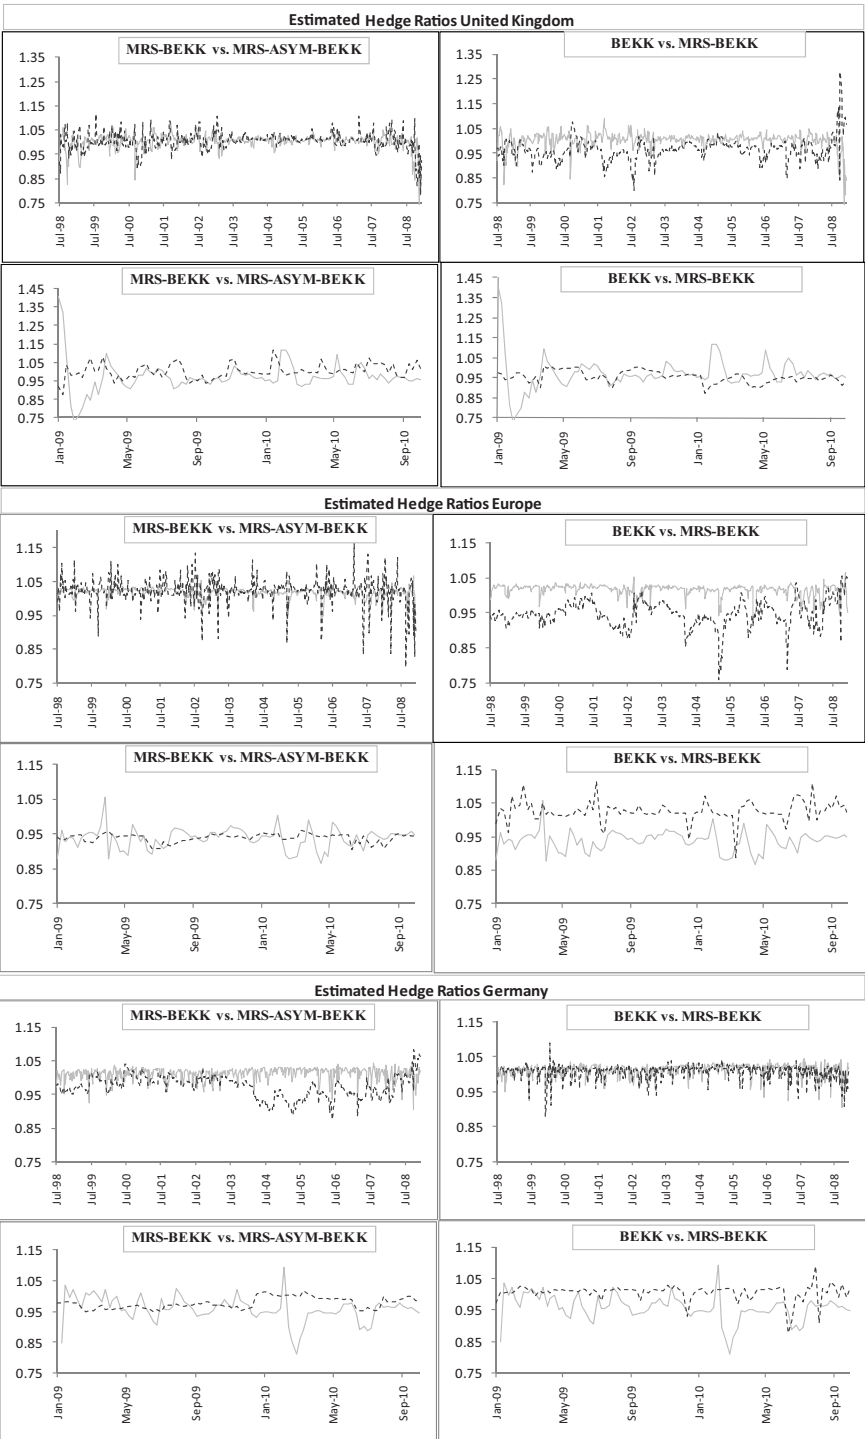 Estimated Hedge Ratios United Kingdom
MRS-BEKK vs. MRS-ASYM-BEKK
1.35
1.25
1.15
1.05
0.95
0.85
0.75
Jul-98
Jul-99
Jul-00
Jul-01
Jul-02
Jul-03
Jul-04
Jul-05
Jul-06
Jul-07
Jul-08
BEKK vs. MRS-BEKK
1.35
1.25
1.15
1.05
0.95
0.85
0.75
Jul-98
Jul-99
Jul-00
Jul-01
Jul-02
Jul-03
Jul-04
Jul-05
Jul-06
Jul-07
Jul-08
MRS-BEKK vs. MRS-ASYM-BEKK
1.45
1.35
1.25
1.15
1.05
0.95
0.85
0.75
Jan-09
May-09
Sep-09
Jan-10
May-10
Sep-10
BEKK vs. MRS-BEKK
1.45
1.35
1.25
1.15
1.05
0.95
0.85
0.75
Jan-09
May-09
Sep-09
Jan-10
May-10
Sep-10
Estimated Hedge Ratios Europe
MRS-BEKK vs. MRS-ASYM-BEKK
1.15
1.05
0.95
0.85
0.75
Jul-98
Jul-99
Jul-00
Jul-01
Jul-02
Jul-03
Jul-04
Jul-05
Jul-06
Jul-07
Jul-08
BEKK vs. MRS-BEKK
1.15
1.05
0.95
0.85
0.75
Jul-98
Jul-99
Jul-00
Jul-01
Jul-02
Jul-03
Jul-04
Jul-05
Jul-06
Jul-07
Jul-08
MRS-BEKK vs. MRS-ASYM-BEKK
1.15
1.05
0.95
0.85
0.75
Jan-09
May-09
Sep-09
Jan-10
May-10
Sep-10
BEKK vs. MRS-BEKK
1.15
1.05
0.95
0.85
0.75
Jan-09
May-09
Sep-09
Jan-10
May-10
Sep-10
Estimated Hedge Ratios Germany
MRS-BEKK vs. MRS-ASYM-BEKK
1.15
1.05
0.95
0.85
0.75
Jul-98
Jul-99
Jul-00
Jul-01
Jul-02
Jul-03
Jul-04
Jul-05
Jul-06
Jul-07
Jul-08
BEKK vs. MRS-BEKK
1.15
1.05
0.95
0.85
0.75
Jul-98
Jul-99
Jul-00
Jul-01
Jul-02
Jul-03
Jul-04
Jul-05
Jul-06
Jul-07
Jul-08
MRS-BEKK vs. MRS-ASYM-BEKK
1.15
1.05
0.95
0.85
0.75
Jan-09
May-09
Sep-09
Jan-10
May-10
Sep-10
BEKK vs. MRS-BEKK
1.15
1.05
0.95
0.85
0.75
Jan-09
May-09
Sep-09
Jan-10
May-10
Sep-10